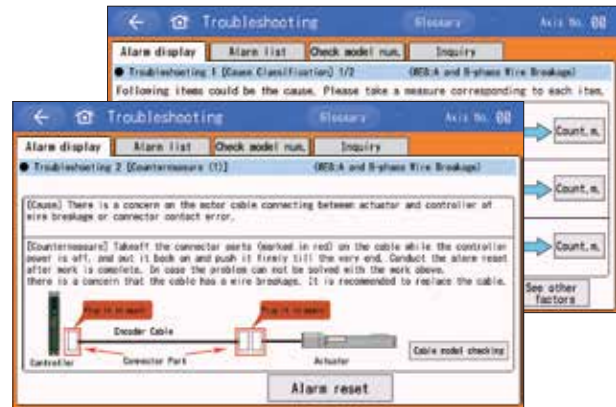 Troubleshooting
Glossary
Axis No. 00
Alarm display
Alarm list
Check model num.
Inquiry
● Troubleshooting 1 [Cause Classification] 1/2
(0E8:A and B-phase Wire Breakage)
Following items could be the cause. Please take a measure corresponding to each item.
Count.m.
Count.m.
Count.m.
See other
factors
Troubleshooting
Glossary
Axis No. 00
Alarm display
Alarm list
Check model num.
Inquiry
● Troubleshooting 2 [Countermeasure (1)]
(0E8:A and B-phase Wire Breakage)
[Cause] There is a concern on the motor cable connecting between actuator and controller of
wire breakage or connector contact error.
[Countermeasure] Takeoff the connector parts (marked in red) on the cable while the controller
power is off, and put it back on and push it firmly till the very end. Conduct the alarm reset
after work is complete. In case the problem can not be solved with the work above.
there is a concern that the cable has a wire breakage. It is recommended to replace the cable.
Plug it in again
Plug it in again
Encoder Cable
Controller
Connector Part
Actuator
Cable model checking
Alarm reset